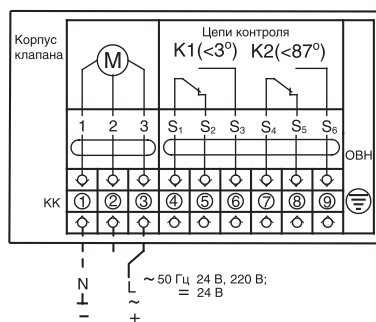 Корпус клапана
Цепи контроля
K1(<3°) K2(<87°)
M
1 2 3 S1 S2 S3 S4 S5 S6
ОВН
КК 1 2 3 4 5 6 7 8 9
N L ~ 50 Гц 24 В, 220 В;
= 24 В
~ ~
− +